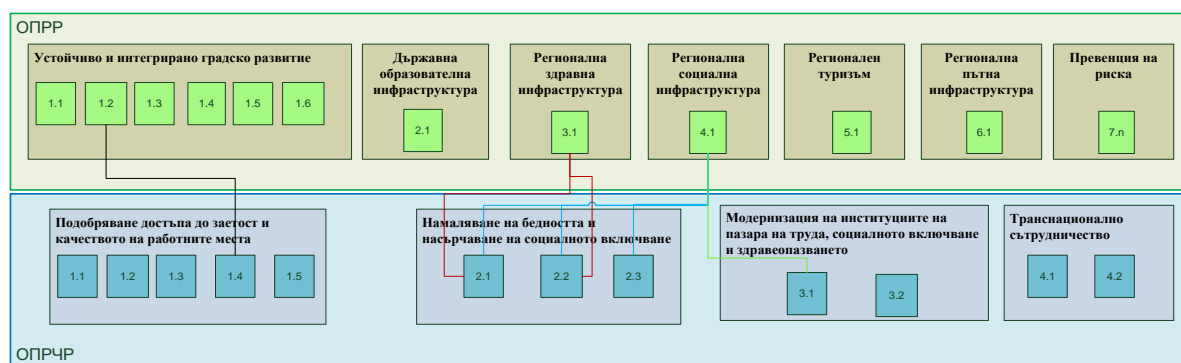 ОПРР
Устойчиво и интегрирано градско развитие
1.1
1.2
1.3
1.4
1.5
1.6
Държавна
образователна
инфраструктура
2.1
Регионална
здравна
инфраструктура
3.1
Регионална
социална
инфраструктура
4.1
Регионален
туризъм
5.1
Регионална
пътна
инфраструктура
6.1
Превенция на
риска
7.n
Подобряване достъпа до заетост и
качеството на работните места
1.1
1.2
1.3
1.4
1.5
Намаляване на бедността и
насърчаване на социалното включване
2.1
2.2
2.3
Модернизация на институциите на
пазара на труда, социалното включване
и здравеопазването
3.1
3.2
Транснационално
сътрудничество
4.1
4.2
ОПРЧР